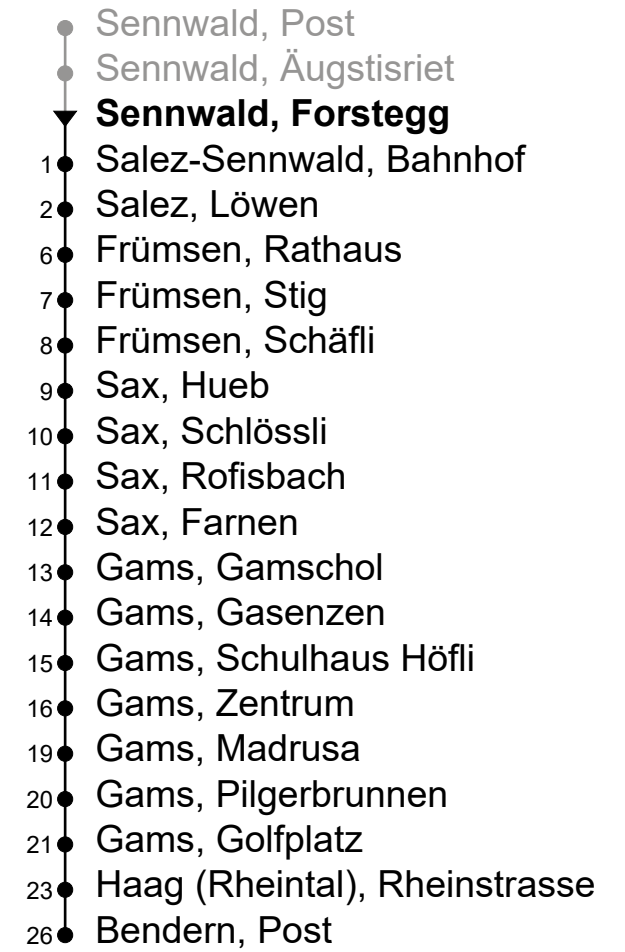 Sennwald, Post
Sennwald, Äugstisriet
Sennwald, Forstegg
1 Salez-Sennwald, Bahnhof
2 Salez, Löwen
6 Frümsen, Rathaus
7 Frümsen, Stig
8 Frümsen, Schäfli
9 Sax, Hueb
10 Sax, Schlössli
11 Sax, Rofisbach
12 Sax, Farnen
13 Gams, Gamschol
14 Gams, Gasenzen
15 Gams, Schulhaus Höfli
16 Gams, Zentrum
19 Gams, Madrusa
20 Gams, Pilgerbrunnen
21 Gams, Golfplatz
23 Haag (Rheintal), Rheinstrasse
26 Bendern, Post